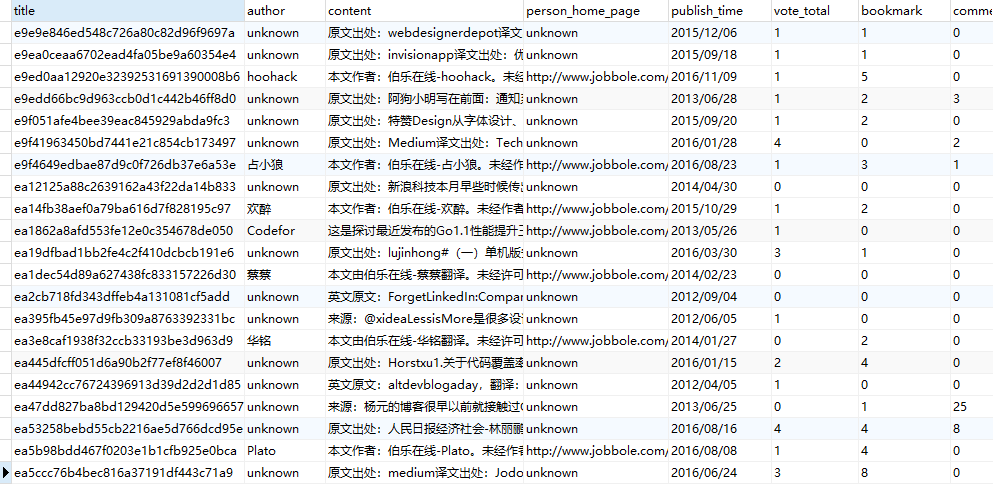 title author content person_home_page publish_time vote_total bookmark comme
e9e9e846ed548c726a80c82d96f9697a unknown 原文出处：webdesignerdepot译文 unknown 2015/12/06 1 1 0
e9ea0ceaa6702ead4fa05be9a60354e4 unknown 原文出处：invisionapp译文出处：优 unknown 2015/09/18 1 1 0
e9ed0aa12920e32392531691390008b6 hoohack 本文作者：伯乐在线-hoohack。未经 http://www.jobbole.com/ 2016/11/09 1 5 0
e9edd66bc9d963ccb0d1c442b46ff8d0 unknown 原文出处：阿狗小明写在前面：通知 unknown 2013/06/28 1 2 3
e9f051afe4bee39eac845929abda9fc3 unknown 原文出处：特赞Design从字体设计、 unknown 2015/09/20 1 2 0
e9f41963450bd7441e21c854cb173497 unknown 原文出处：Medium译文出处：Tech unknown 2016/01/28 4 0 2
e9f4649edbae87d9c0f726db37e6a53e 占小狼 本文作者：伯乐在线-占小狼。未经作 http://www.jobbole.com/ 2016/08/23 1 3 1
ea12125a88c2639162a43f22da14b833 unknown 原文出处：新浪科技本月早些时候传出 unknown 2014/04/30 0 0 0
ea14fb38aef0a79ba616d7f828195c97 欢醉 本文作者：伯乐在线-欢醉。未经作者 http://www.jobbole.com/ 2015/10/29 1 2 0
ea1862a8afd553fe12e0c354678de050 Codefor 这是探讨最近发布的Go1.1性能提升 http://www.jobbole.com/ 2013/05/26 1 0 0
ea19dfbad1bb2fe4c2f410dcbcb191e6 unknown 原文出处：lujinhong#（一）单机版 unknown 2016/03/30 3 1 0
ea1dec54d89a627438fc833157226d30 蔡蔡 本文由伯乐在线-蔡蔡翻译。未经许可 http://www.jobbole.com/ 2014/02/23 0 0 0
ea2cb718fd343dffeb4a131081cf5add unknown 英文原文：ForgetLinkedIn:Compar unknown 2012/09/04 0 0 0
ea395fb45e97d9fb309a8763392331bc unknown 来源：@xideaLessisMore是很多设 unknown 2012/06/05 1 0 0
ea3e8caf1938f32ccb33193be3d963d9 华铭 本文由伯乐在线-华铭翻译。未经许可 http://www.jobbole.com/ 2014/01/27 0 2 0
ea445dfcff051d6a90b2f77ef8f46007 unknown 原文出处：Horstxu1.关于代码覆盖率 unknown 2016/01/15 2 4 0
ea44942cc76724396913d39d2d2d1d85 unknown 英文原文：altdevblogaday，翻译： unknown 2012/04/05 1 0 0
ea47dd827ba8bd129420d5e599696657 unknown 来源：杨元的博客很早以前就接触过 unknown 2013/06/25 0 1 25
ea53258bebd55cb2216ae5d766dcd95e unknown 原文出处：人民日报经济社会-林丽鹂 unknown 2016/08/16 4 4 8
ea5b98bdd467f0203e1b1cfb925e0bca Plato 本文作者：伯乐在线-Plato。未经作者 http://www.jobbole.com/ 2016/08/08 1 4 0
ea5ccc76b4bec816a37191df443c71a9 unknown 原文出处：medium译文出处：Jodo unknown 2016/06/24 3 8 0